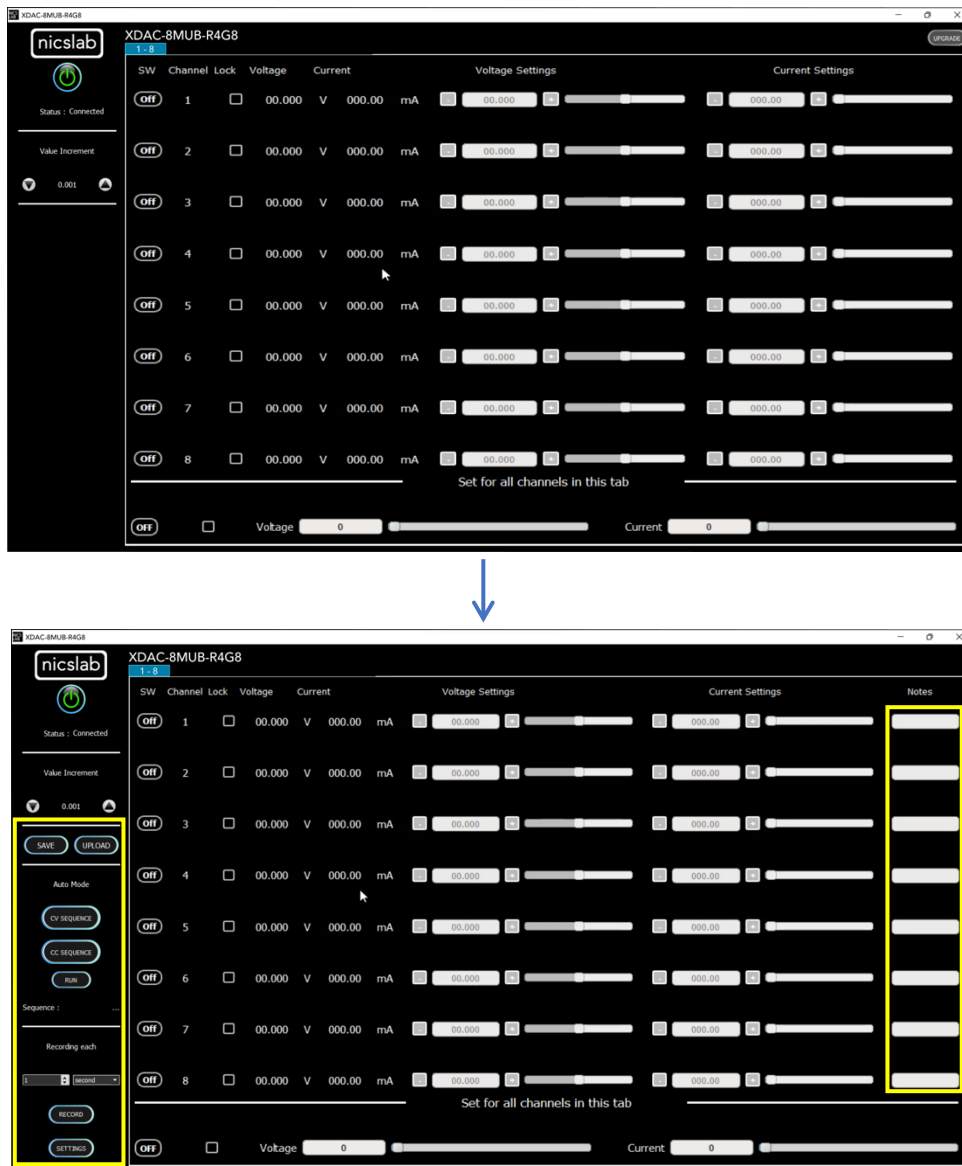 XDAC-8MUB-R4G8
nicslab
XDAC-8MUB-R4G8
UPGRADE
1 - 8
SW Channel Lock Voltage Current Voltage Settings Current Settings
Status : Connected
Value Increment
0.001
Off 1 00.000 V 000.00 mA - 00.000 + - 000.00 +
Off 2 00.000 V 000.00 mA - 00.000 + - 000.00 +
Off 3 00.000 V 000.00 mA - 00.000 + - 000.00 +
Off 4 00.000 V 000.00 mA - 00.000 + - 000.00 +
Off 5 00.000 V 000.00 mA - 00.000 + - 000.00 +
Off 6 00.000 V 000.00 mA - 00.000 + - 000.00 +
Off 7 00.000 V 000.00 mA - 00.000 + - 000.00 +
Off 8 00.000 V 000.00 mA - 00.000 + - 000.00 +
Set for all channels in this tab
OFF Voltage 0 Current 0
XDAC-8MUB-R4G8
nicslab
XDAC-8MUB-R4G8
1 - 8
SW Channel Lock Voltage Current Voltage Settings Current Settings Notes
Status : Connected
Value Increment
0.001
SAVE UPLOAD
Auto Mode
CV SEQUENCE
CC SEQUENCE
RUN
Sequence : ...
Recording each
1 second
RECORD
SETTINGS
Off 1 00.000 V 000.00 mA - 00.000 + - 000.00 +
Off 2 00.000 V 000.00 mA - 00.000 + - 000.00 +
Off 3 00.000 V 000.00 mA - 00.000 + - 000.00 +
Off 4 00.000 V 000.00 mA - 00.000 + - 000.00 +
Off 5 00.000 V 000.00 mA - 00.000 + - 000.00 +
Off 6 00.000 V 000.00 mA - 00.000 + - 000.00 +
Off 7 00.000 V 000.00 mA - 00.000 + - 000.00 +
Off 8 00.000 V 000.00 mA - 00.000 + - 000.00 +
Set for all channels in this tab
OFF Voltage 0 Current 0